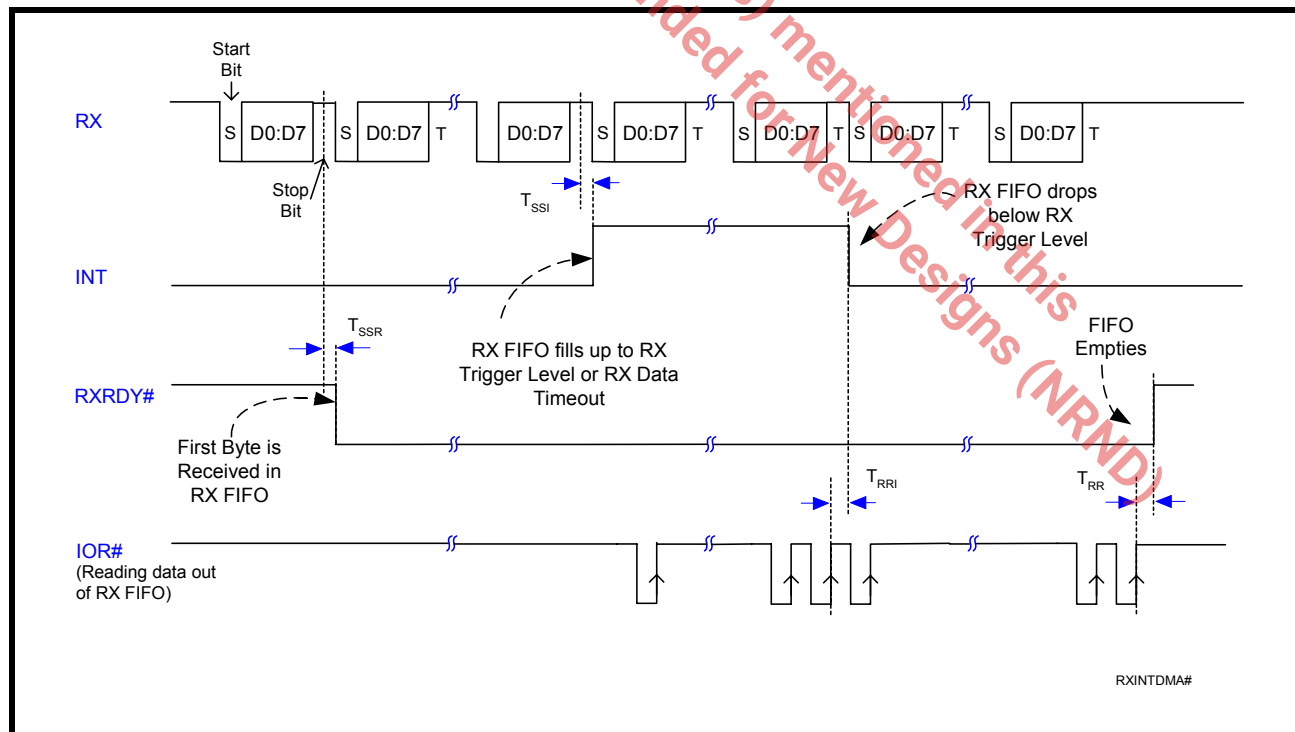 Start
Bit
RX
S D0:D7 S D0:D7 T D0:D7 S D0:D7 T S D0:D7 T S D0:D7 T S D0:D7 T
Stop
Bit
TSSI
RX FIFO drops
below RX
Trigger Level
INT
TSSR
RX FIFO fills up to RX
Trigger Level or RX Data
Timeout
FIFO
Empties
RXRDY#
First Byte is
Received in
RX FIFO
TRRI
TRR
IOR#
(Reading data out
of RX FIFO)
RXINTDMA#
mentioned in this
for New Designs (NRND)